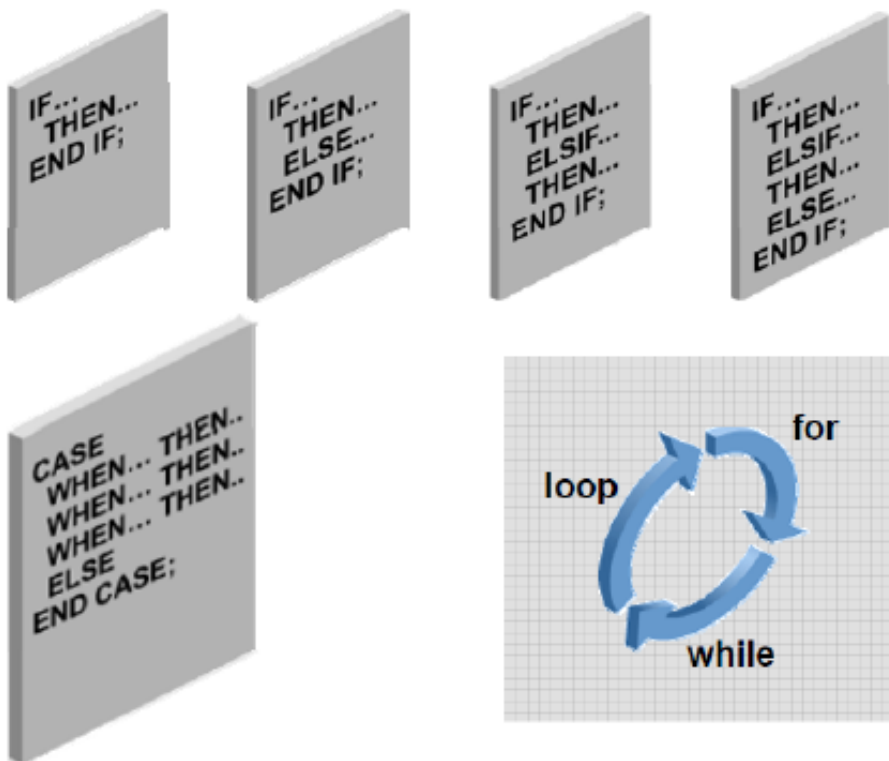 IF...
THEN...
END IF;
IF...
THEN...
ELSE...
END IF;
IF...
THEN...
ELSIF...
THEN...
END IF;
IF...
THEN...
ELSIF...
THEN...
ELSE...
END IF;
CASE
WHEN... THEN..
WHEN... THEN..
WHEN... THEN..
ELSE
END CASE;
for
loop
while